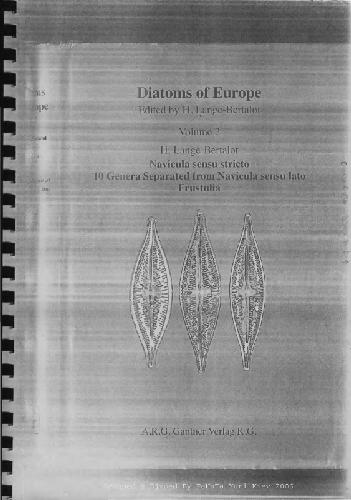 Diatoms of Europe
Edited by H. Lange-Bertalot
Volume 2
H. Lange-Bertalot
Navicula sensu stricto
10 Genera Separated from Navicula sensu lato
Frustulia
A.R.G. Gantner Verlag K.G.